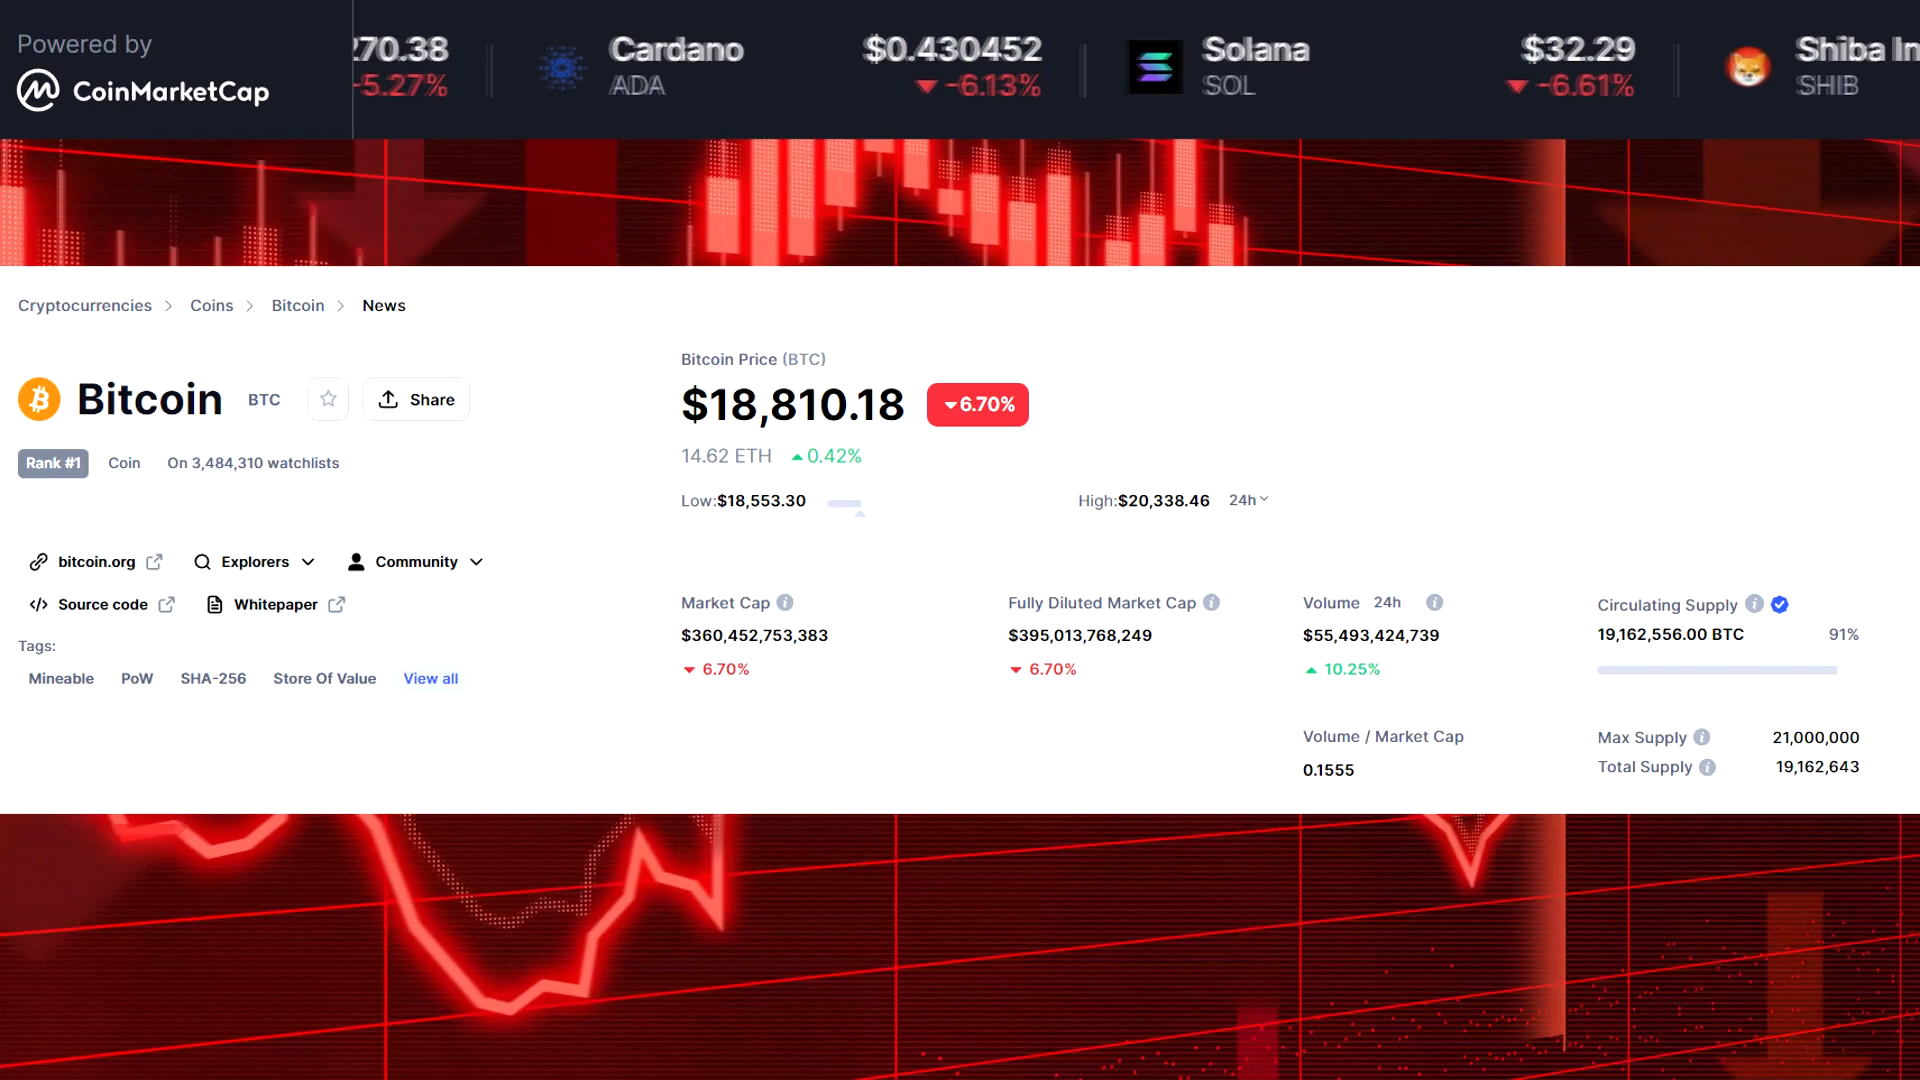 Powered by
CoinMarketCap
270.38
-5.27%
Cardano
ADA
$0.430452
-6.13%
Solana
SOL
$32.29
-6.61%
Shiba In
SHIB
Cryptocurrencies > Coins > Bitcoin > News
Bitcoin BTC Share
Rank #1 Coin On 3,484,310 watchlists
bitcoin.org Explorers Community
Source code Whitepaper
Tags:
Mineable PoW SHA-256 Store Of Value View all
Bitcoin Price (BTC)
$18,810.18 6.70%
14.62 ETH 0.42%
Low:$18,553.30 High:$20,338.46 24h
Market Cap
$360,452,753,383
6.70%
Fully Diluted Market Cap
$395,013,768,249
6.70%
Volume 24h
$55,493,424,739
10.25%
Volume / Market Cap
0.1555
Circulating Supply
19,162,556.00 BTC 91%
Max Supply 21,000,000
Total Supply 19,162,643